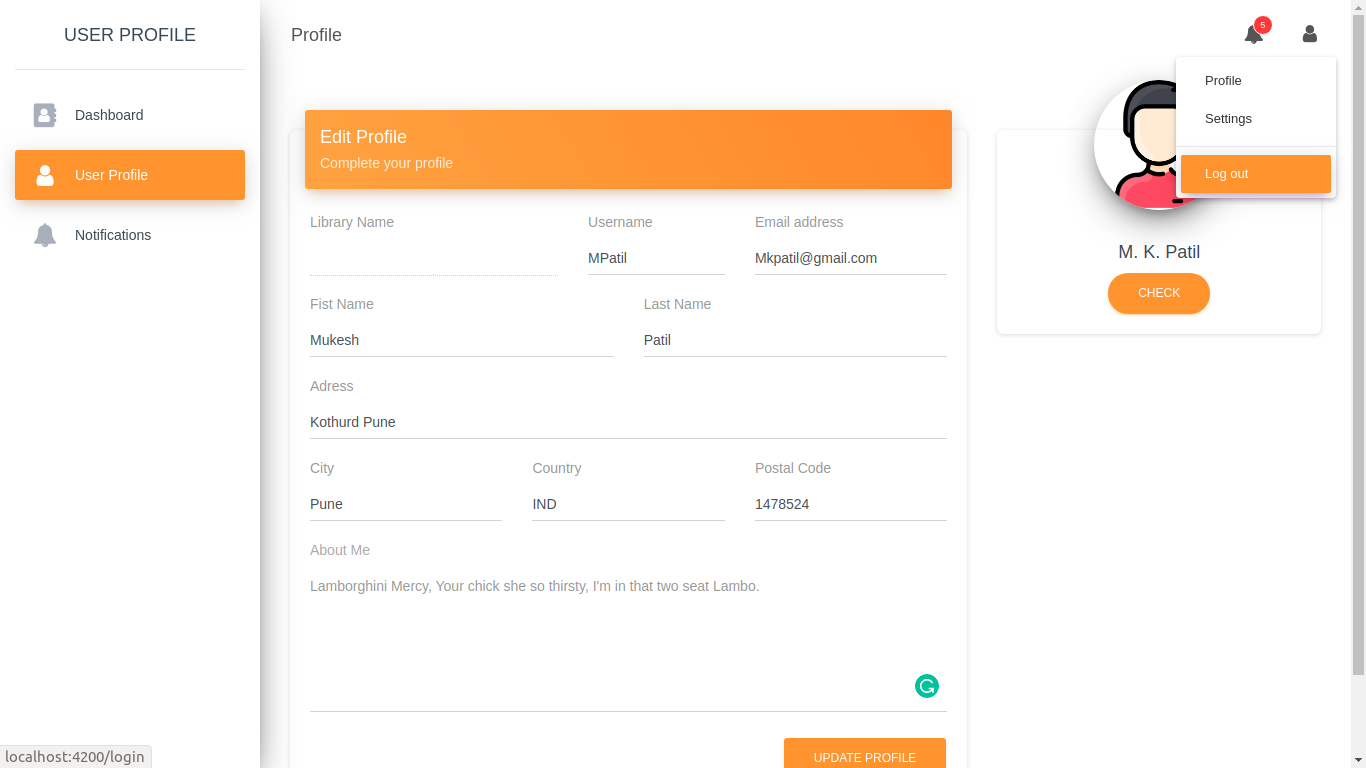 USER PROFILE
Dashboard
User Profile
Notifications
Profile
5
Profile
Settings
Log out
Edit Profile
Complete your profile
Library Name
Username
Email address
MPatil
Mkpatil@gmail.com
Fist Name
Last Name
Mukesh
Patil
Adress
Kothurd Pune
City
Country
Postal Code
Pune
IND
1478524
About Me
Lamborghini Mercy, Your chick she so thirsty, I'm in that two seat Lambo.
UPDATE PROFILE
M. K. Patil
CHECK
localhost:4200/login